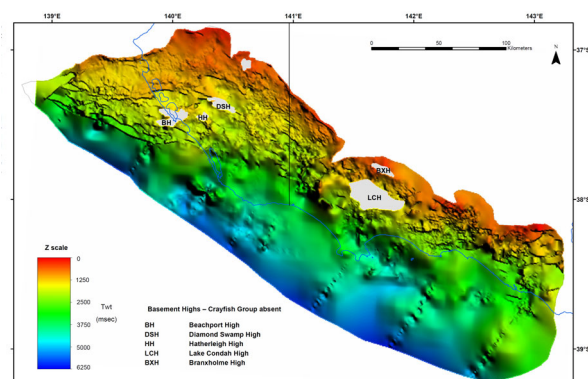 139°E 140°E 141°E 142°E 143°E
0 50 100
Kilometers
N
37°S
DSH
BH
HH
BXH
LCH
38°S
Z scale
0
1250
2500
3750
5000
6250
Twt
(msec)
Basement Highs – Crayfish Group absent
BH Beachport High
DSH Diamond Swamp High
HH Hatherleigh High
LCH Lake Condah High
BXH Branxholme High
39°S